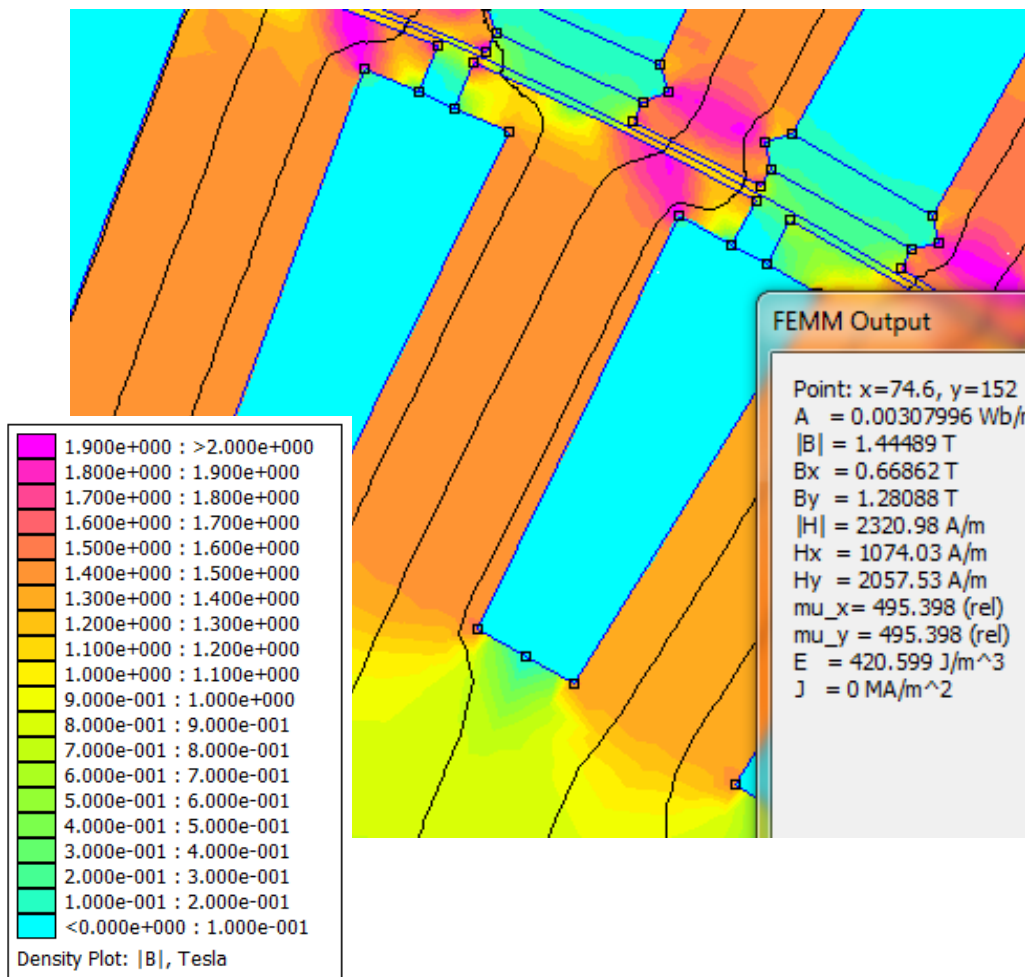 FEMM Output
Point: x=74.6, y=152
A = 0.00307996 Wb/
|B| = 1.44489 T
Bx = 0.66862 T
By = 1.28088 T
|H| = 2320.98 A/m
Hx = 1074.03 A/m
Hy = 2057.53 A/m
mu_x= 495.398 (rel)
mu_y = 495.398 (rel)
E = 420.599 J/m^3
J = 0 MA/m^2
1.900e+000 : >2.000e+000
1.800e+000 : 1.900e+000
1.700e+000 : 1.800e+000
1.600e+000 : 1.700e+000
1.500e+000 : 1.600e+000
1.400e+000 : 1.500e+000
1.300e+000 : 1.400e+000
1.200e+000 : 1.300e+000
1.100e+000 : 1.200e+000
1.000e+000 : 1.100e+000
9.000e-001 : 1.000e+000
8.000e-001 : 9.000e-001
7.000e-001 : 8.000e-001
6.000e-001 : 7.000e-001
5.000e-001 : 6.000e-001
4.000e-001 : 5.000e-001
3.000e-001 : 4.000e-001
2.000e-001 : 3.000e-001
1.000e-001 : 2.000e-001
<0.000e+000 : 1.000e-001
Density Plot: |B|, Tesla